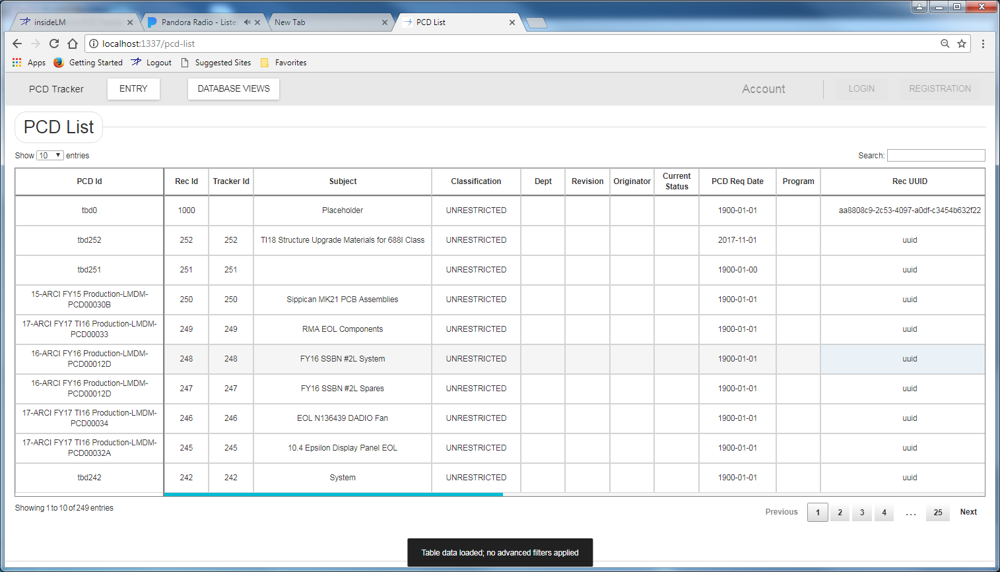 insideLM
Pandora Radio - Lister
New Tab
PCD List
localhost:1337/pcd-list
Apps Getting Started Logout Suggested Sites Favorites
PCD Tracker ENTRY DATABASE VIEWS Account LOGIN REGISTRATION
PCD List
Show 10 entries Search:
PCD Id Rec Id Tracker Id Subject Classification Dept Revision Originator Current Status PCD Req Date Program Rec UUID
tbd0 1000 Placeholder UNRESTRICTED 1900-01-01 aa8808c9-2c53-4097-a0df-c3454b632f22
tbd252 252 252 TI18 Structure Upgrade Materials for 688I Class UNRESTRICTED 2017-11-01 uuid
tbd251 251 251 UNRESTRICTED 1900-01-00 uuid
15-ARCI FY15 Production-LMDM-PCD00030B 250 250 Sippican MK21 PCB Assemblies UNRESTRICTED 1900-01-01 uuid
17-ARCI FY17 TI16 Production-LMDM-PCD00033 249 249 RMA EOL Components UNRESTRICTED 1900-01-01 uuid
16-ARCI FY16 Production-LMDM-PCD00012D 248 248 FY16 SSBN #2L System UNRESTRICTED 1900-01-01 uuid
16-ARCI FY16 Production-LMDM-PCD00012D 247 247 FY16 SSBN #2L Spares UNRESTRICTED 1900-01-01 uuid
17-ARCI FY17 TI16 Production-LMDM-PCD00034 246 246 EOL N136439 DADIO Fan UNRESTRICTED 1900-01-01 uuid
17-ARCI FY17 TI16 Production-LMDM-PCD00032A 245 245 10.4 Epsilon Display Panel EOL UNRESTRICTED 1900-01-01 uuid
tbd242 242 242 System UNRESTRICTED 1900-01-01 uuid
Showing 1 to 10 of 249 entries
Previous 1 2 3 4 ... 25 Next
Table data loaded; no advanced filters applied